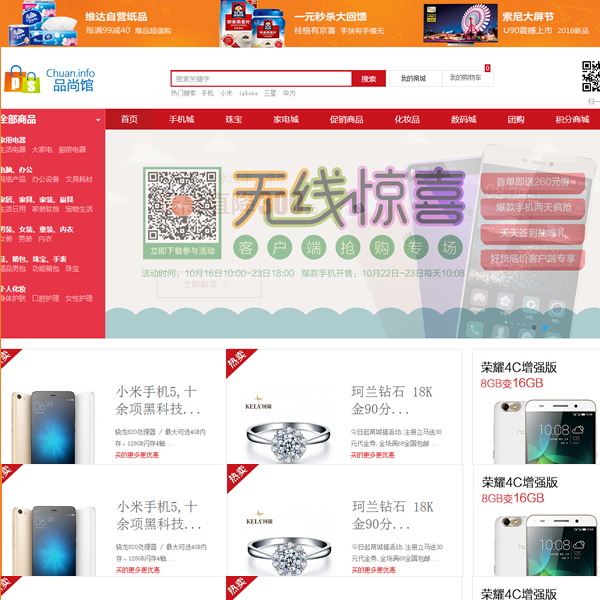 维达自营纸品
每满99减40 爆品超值购
一元秒杀大回馈
桂格有京喜 手快有手慢无
索尼大屏节
U90震撼上市 2016新品
Chuan.info
品尚馆
搜索关键字
搜索
我的商城
我的购物车
0
热门搜索 手机 小米 iphone 三星 华为
扫一
全部商品
首页
手机城
珠宝
家电城
促销商品
化妆品
数码城
团购
积分商城
家用电器
生活电器 大家电 厨房电器
电脑、办公
网络产品 办公设备 文具耗材
家居、家具、家装、厨具
生活日用 家装软饰 宠物生活
男装、女装、童装、内衣
女装 男装 内衣
鞋、箱包、珠宝、手表
精品男包 功能箱包 珠宝
个人化妆
身体护肤 口腔护理 女性护理
立即下载参与活动
无线惊喜
客户端抢购专场
活动时间：10月16日10:00~23日18:00 爆款手机开售：10月22日~23日每天10:08
立即购买
首单即送260元券
爆款手机两天疯抢
天天签到抽壕礼
好货底价客户端专享
热卖
小米手机5,十
余项黑科技...
骁龙820处理器 / 最大可选4GB内
存，128GB闪存4轴...
买的更多更优惠
热卖
KELA珂兰
珂兰钻石 18K
金90分...
今日起商城搞活动,注册立马送30
元代金券,全场满69全国包邮...
买的更多更优惠
荣耀4C增强版
8GB变16GB
热卖
小米手机5,十
余项黑科技...
骁龙820处理器 / 最大可选4GB内
存，128GB闪存4轴...
买的更多更优惠
热卖
KELA珂兰
珂兰钻石 18K
金90分...
今日起商城搞活动,注册立马送30
元代金券,全场满69全国包邮...
买的更多更优惠
荣耀4C增强版
8GB变16GB
热卖
热卖
荣耀4C增强版